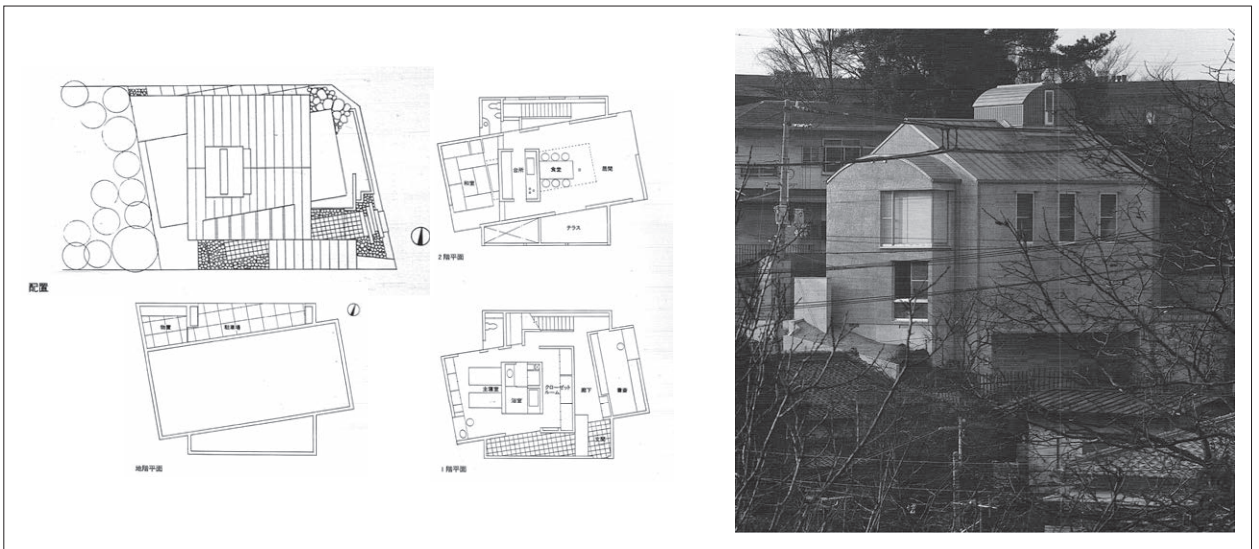 和室
台所
食堂
居間
テラス
2階平面
配置
物置
駐車場
地階平面
主寝室
浴室
クローゼット
ルーム
廊下
書斎
玄関
1階平面